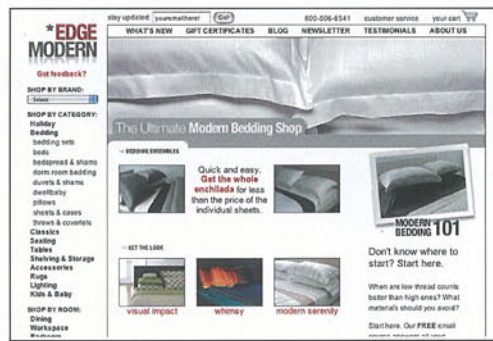 stay updated: youremailhere! Go!
800-506-6541 customer service your cart
*EDGE
MODERN
WHAT'S NEW GIFT CERTIFICATES BLOG NEWSLETTER TESTIMONIALS ABOUT US
Got feedback?
SHOP BY BRAND:
Select
SHOP BY CATEGORY:
Holiday
Bedding
bedding sets
beds
bedspread & shams
dorm room bedding
duvets & shams
dwellbaby
pillows
sheets & cases
throws & coverlets
Classics
Seating
Tables
Shelving & Storage
Accessories
Rugs
Lighting
Kids & Baby
SHOP BY ROOM:
Dining
Workspace
The Ultimate Modern Bedding Shop
BEDDING ENSEMBLES
Quick and easy.
Get the whole
enchilada for less
than the price of the
individual sheets.
GET THE LOOK
visual impact
whimsy
modern serenity
MODERN
BEDDING 101
Don't know where to
start? Start here.
When are low thread counts
better than high ones? What
materials should you avoid?
Start here. Our FREE email